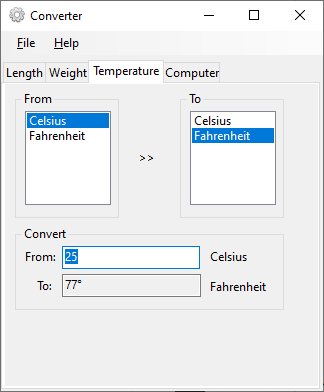 Converter
File Help
Length Weight Temperature Computer
From To
Celsius Celsius
Fahrenheit Fahrenheit
>>
Convert
From: 25 Celsius
To: 77° Fahrenheit